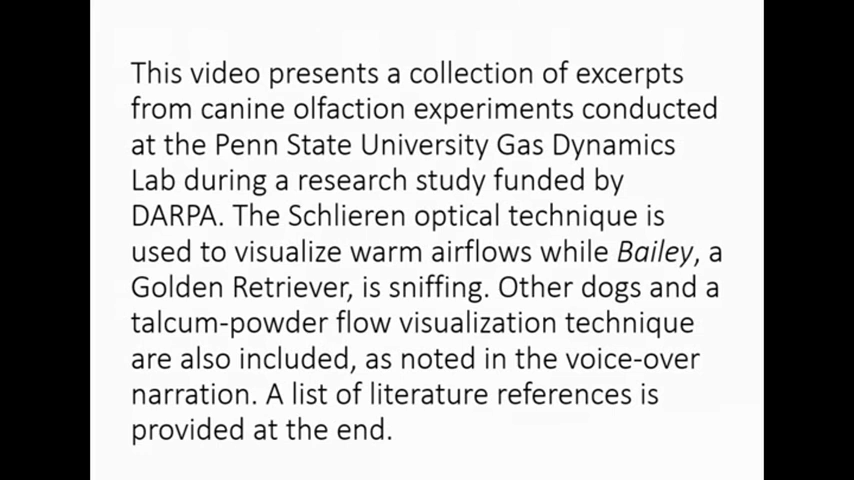 This video presents a collection of excerpts
from canine olfaction experiments conducted
at the Penn State University Gas Dynamics
Lab during a research study funded by
DARPA. The Schlieren optical technique is
used to visualize warm airflows while Bailey, a
Golden Retriever, is sniffing. Other dogs and a
talcum-powder flow visualization technique
are also included, as noted in the voice-over
narration. A list of literature references is
provided at the end.